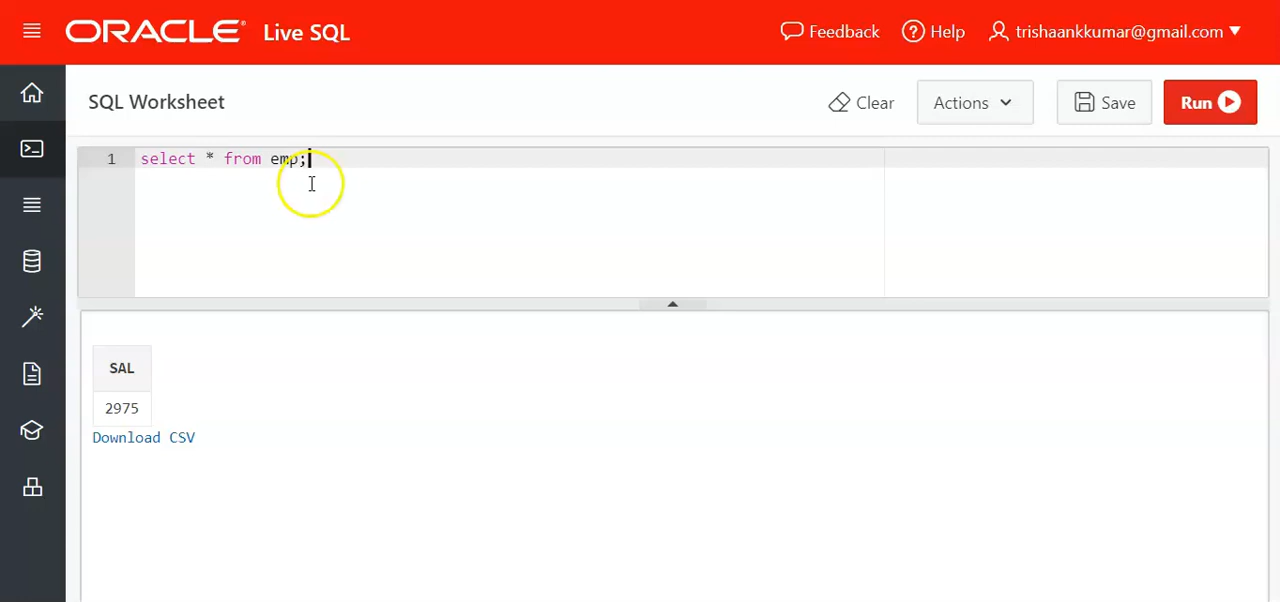 ORACLE® Live SQL Feedback Help trishaankkumar@gmail.com
SQL Worksheet Clear Actions Save Run
1 select * from emp;
SAL
2975
Download CSV